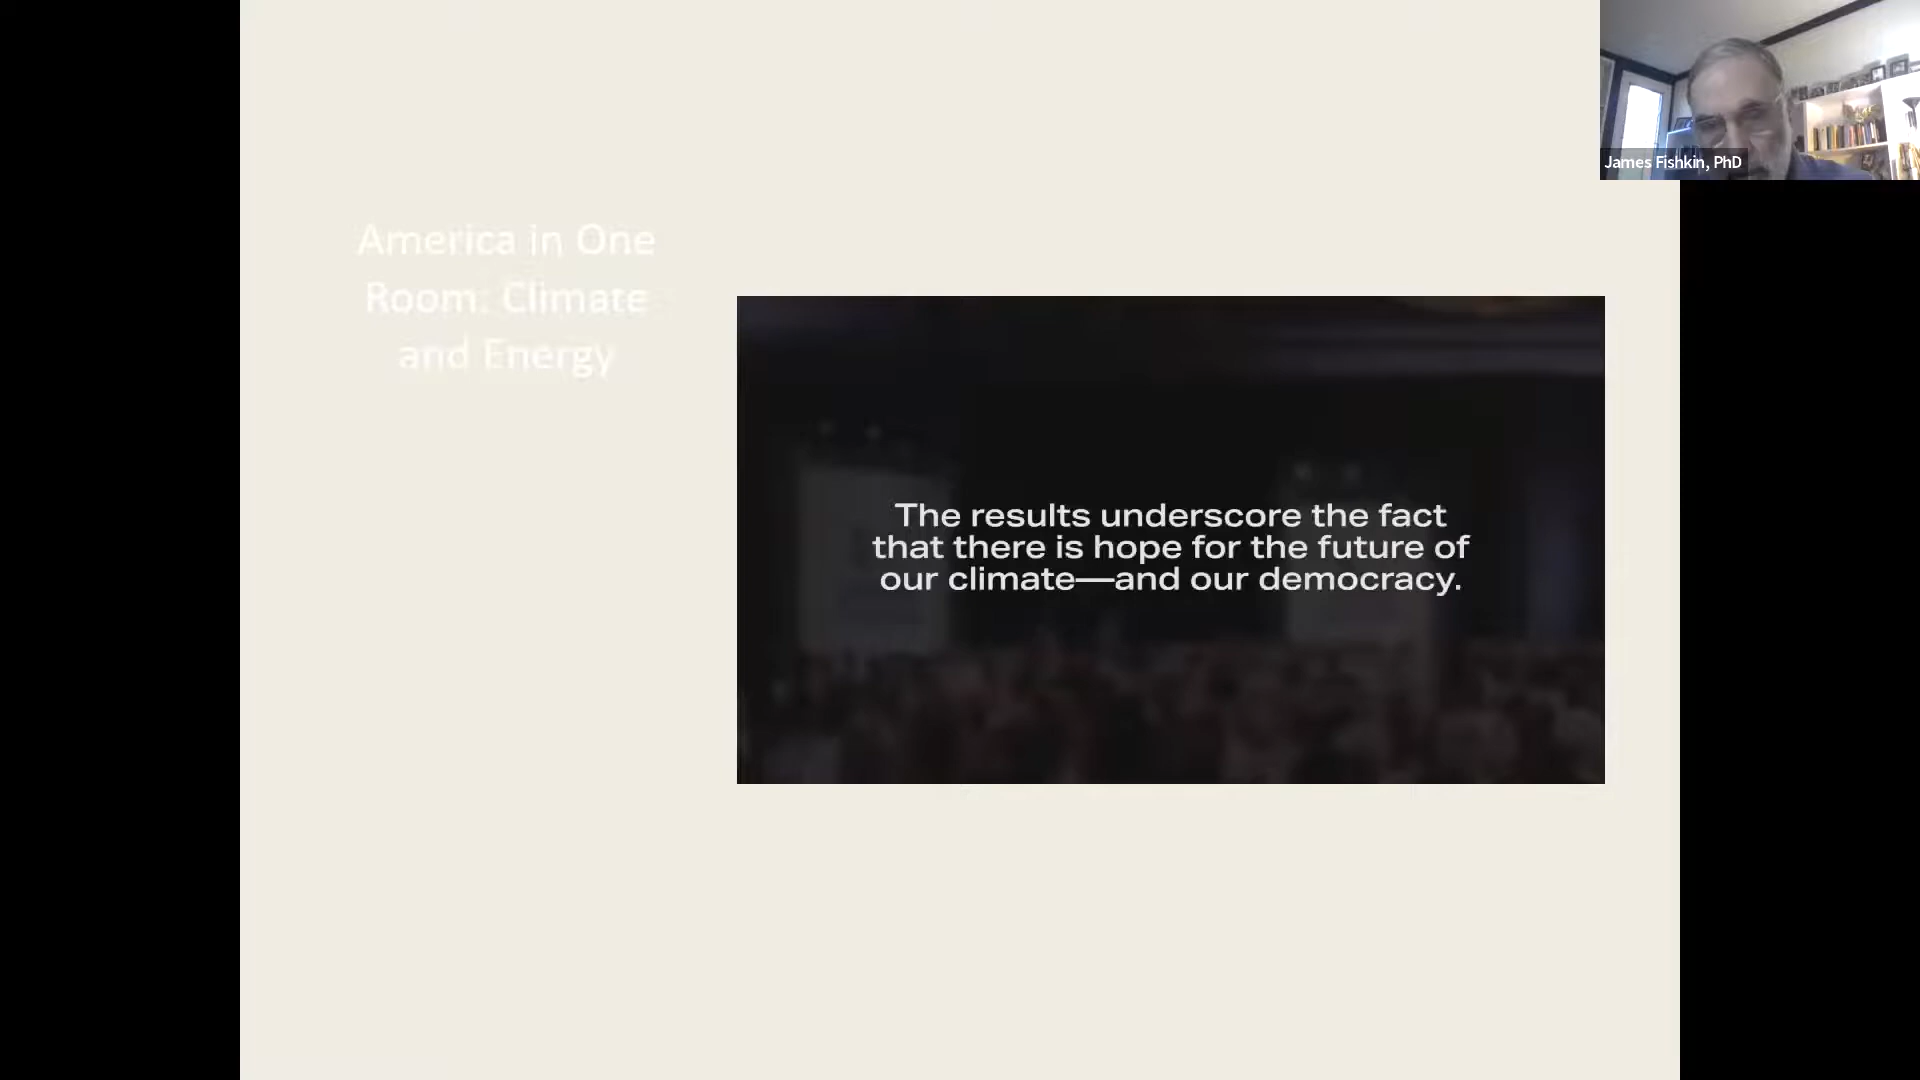 America in One
Room: Climate
and Energy
The results underscore the fact
that there is hope for the future of
our climate—and our democracy.
James Fishkin, PhD